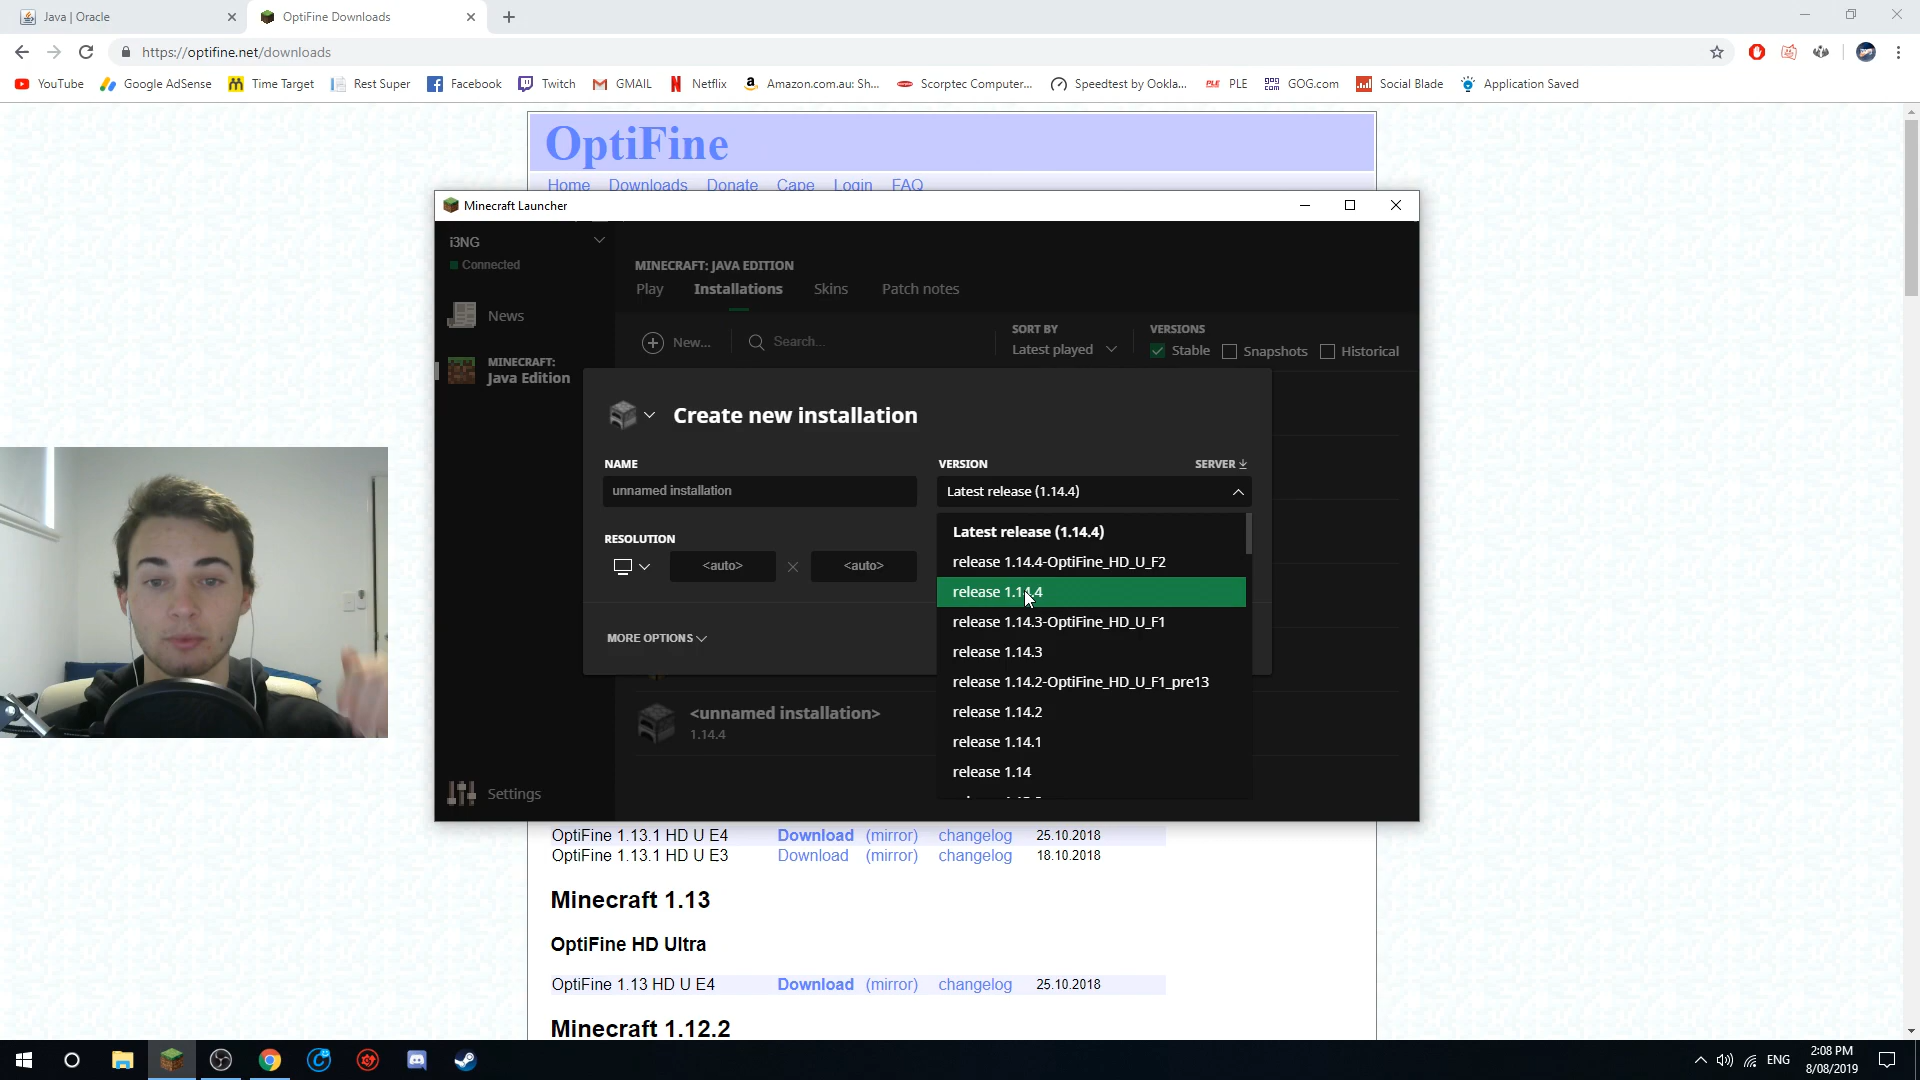 Java | Oracle
OptiFine Downloads
https://optifine.net/downloads
YouTube
Google AdSense
Time Target
Rest Super
Facebook
Twitch
GMAIL
Netflix
Amazon.com.au: Sh...
Scorptec Computer...
Speedtest by Ookla...
PLE
GOG.com
Social Blade
Application Saved
OptiFine
Home Downloads Donate Cape Login FAQ
Minecraft Launcher
i3NG
Connected
News
MINECRAFT:
Java Edition
Settings
MINECRAFT: JAVA EDITION
Play Installations Skins Patch notes
New...
Search...
SORT BY
Latest played
VERSIONS
Stable Snapshots Historical
Create new installation
NAME
unnamed installation
VERSION
SERVER
Latest release (1.14.4)
RESOLUTION
<auto> <auto>
MORE OPTIONS
Latest release (1.14.4)
release 1.14.4-OptiFine_HD_U_F2
release 1.14.4
release 1.14.3-OptiFine_HD_U_F1
release 1.14.3
release 1.14.2-OptiFine_HD_U_F1_pre13
release 1.14.2
release 1.14.1
release 1.14
<unnamed installation>
1.14.4
OptiFine 1.13.1 HD U E4 Download (mirror) changelog 25.10.2018
OptiFine 1.13.1 HD U E3 Download (mirror) changelog 18.10.2018
Minecraft 1.13
OptiFine HD Ultra
OptiFine 1.13 HD U E4 Download (mirror) changelog 25.10.2018
Minecraft 1.12.2
ENG
2:08 PM
8/08/2019